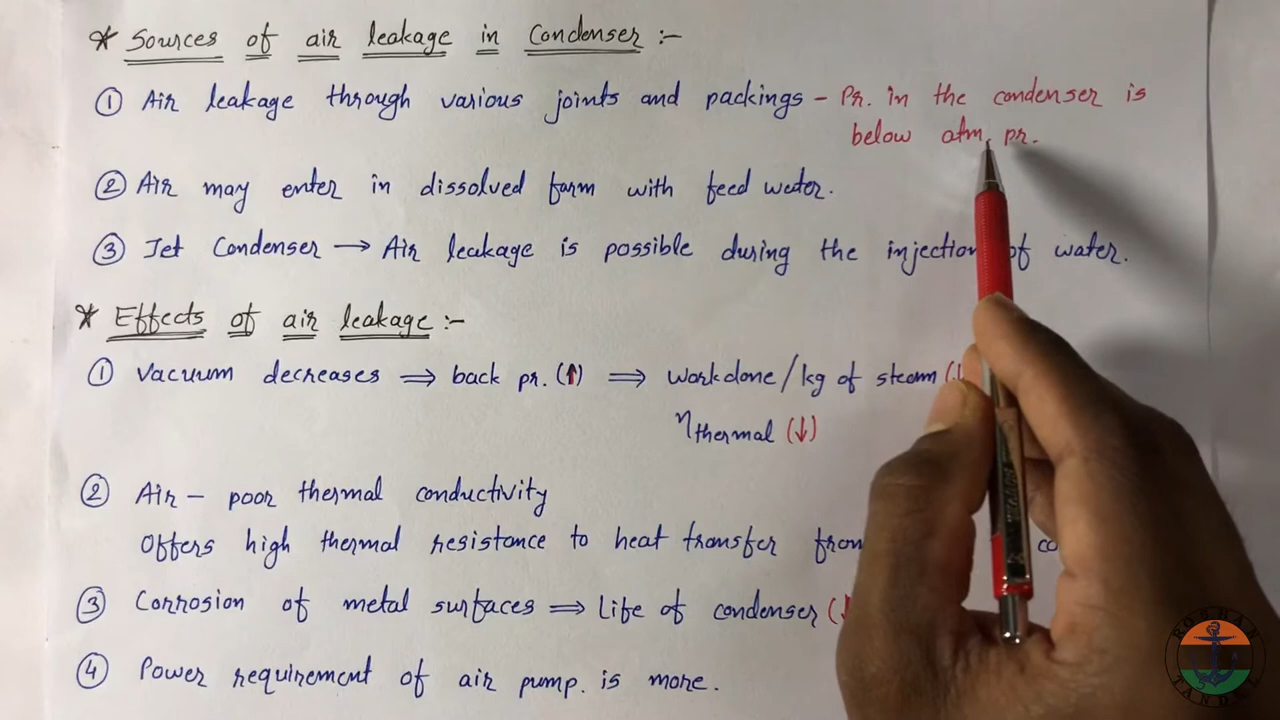 * Sources of air leakage in Condenser :-
① Air leakage through various joints and packings - Pr. in the condenser is
below atm. pr.
② Air may enter in dissolved form with feed water.
③ Jet Condenser → Air leakage is possible during the injection of water.
* Effects of air leakage :-
① Vacuum decreases ⇒ back pr. (↑) ⇒ workdone/kg of steam (↓
η thermal (↓)
② Air - poor thermal conductivity
Offers high thermal resistance to heat transfer from
③ Corrosion of metal surfaces ⇒ Life of condenser (↓
④ Power requirement of air pump. is more.
ROSHAN
TANDEL